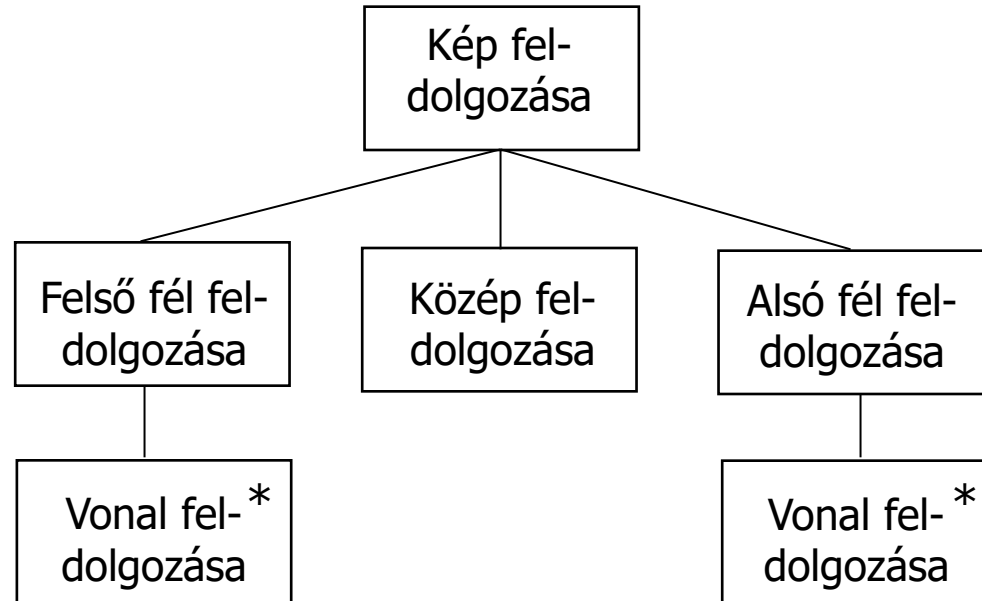 Kép fel-
dolgozása
Felső fél fel-
dolgozása
Közép fel-
dolgozása
Alsó fél fel-
dolgozása
Vonal fel-*
dolgozása
Vonal fel-*
dolgozása